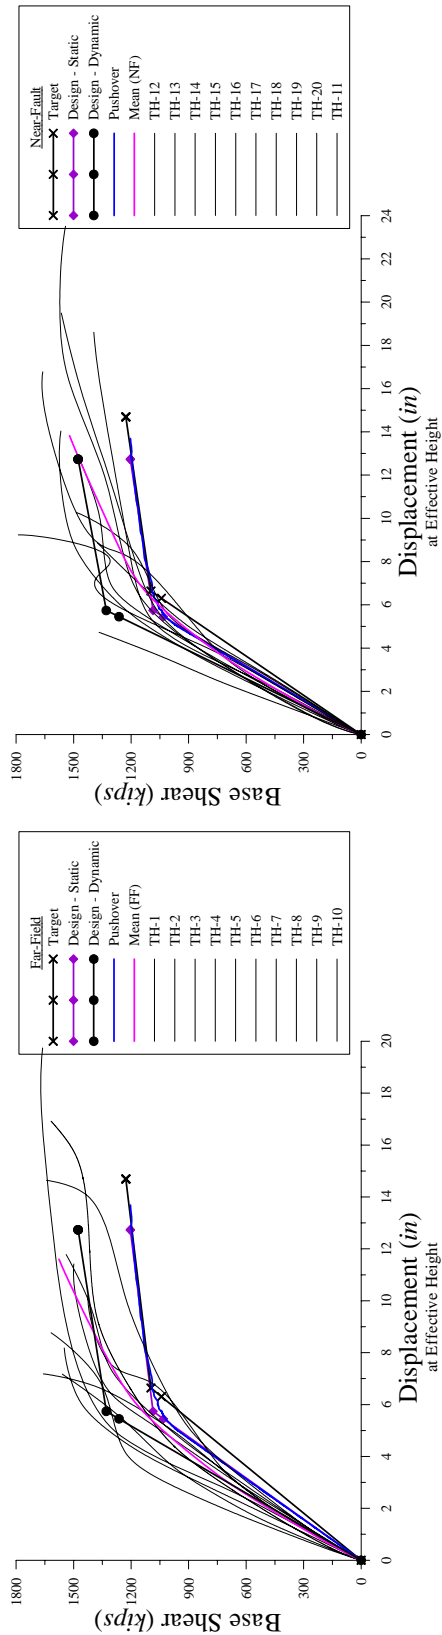 Far-Field
Target
Design - Static
Design - Dynamic
Pushover
Mean (FF)
TH-1
TH-2
TH-3
TH-4
TH-5
TH-6
TH-7
TH-8
TH-9
TH-10
1800
1500
1200
900
600
300
0
Base Shear (kips)
0 2 4 6 8 10 12 14 16 18 20
Displacement (in)
at Effective Height
Near-Fault
Target
Design - Static
Design - Dynamic
Pushover
Mean (NF)
TH-12
TH-13
TH-14
TH-15
TH-16
TH-17
TH-18
TH-19
TH-20
TH-11
1800
1500
1200
900
600
300
0
Base Shear (kips)
0 2 4 6 8 10 12 14 16 18 20 22 24
Displacement (in)
at Effective Height